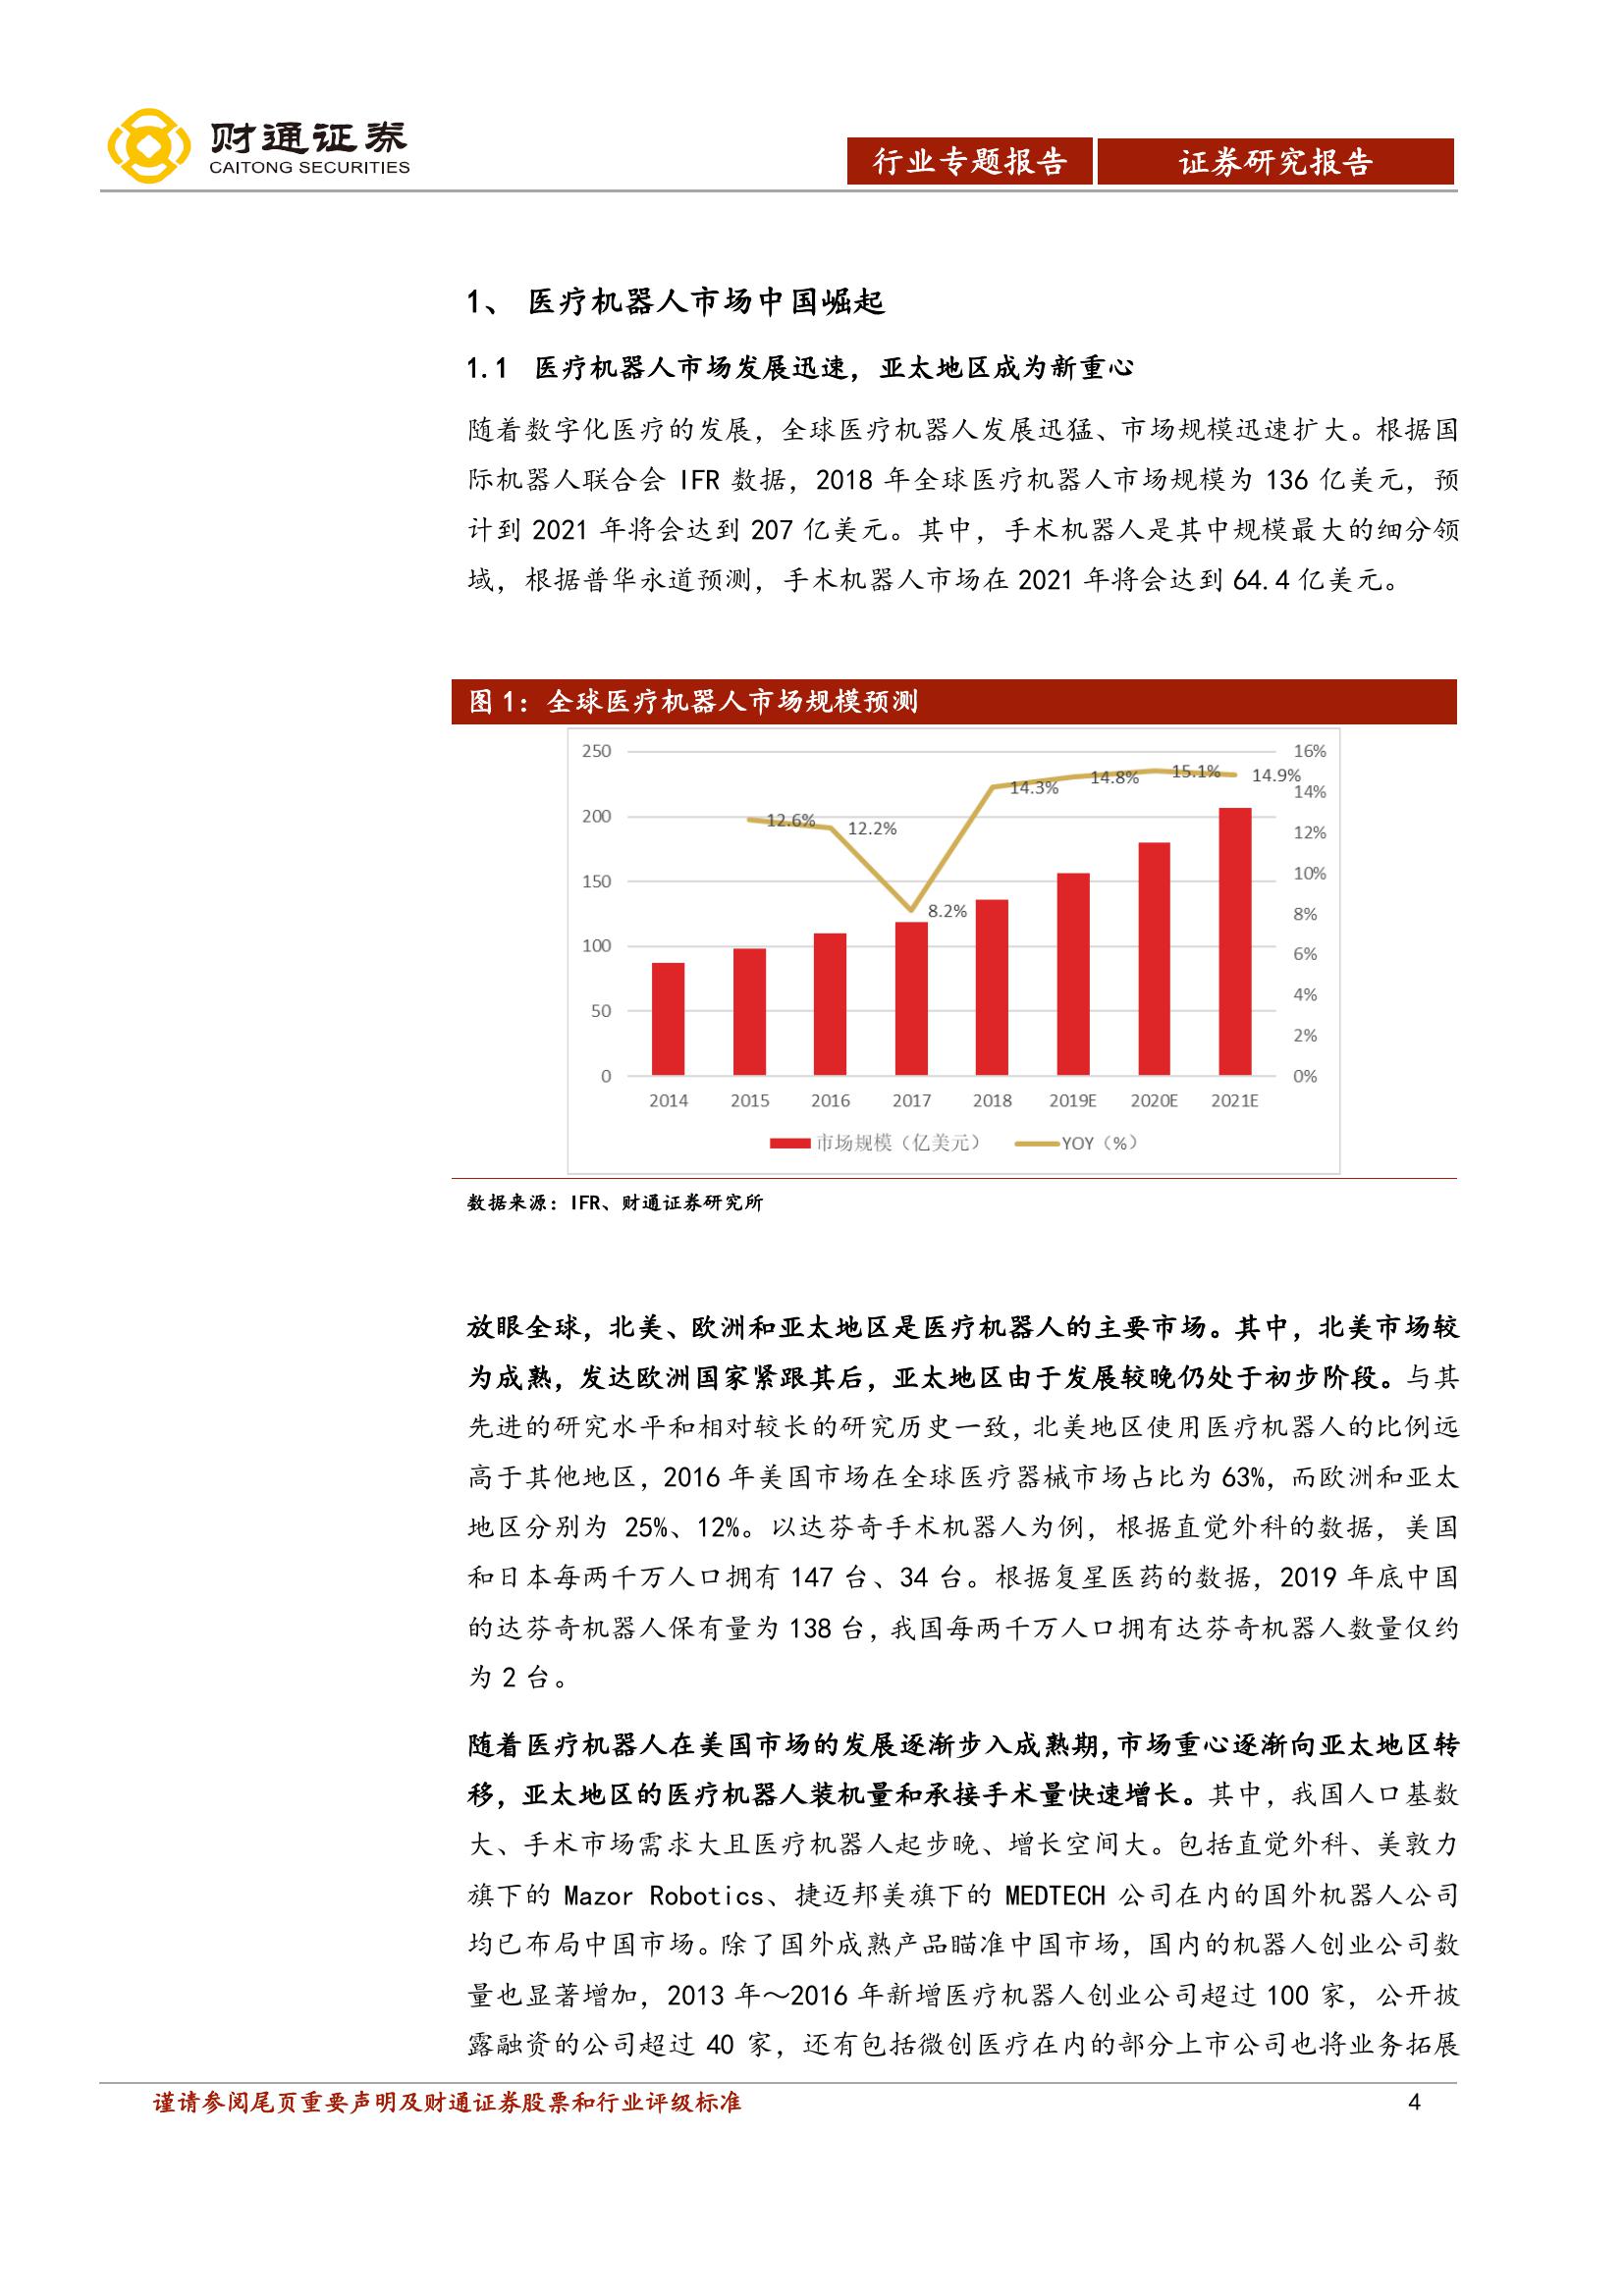 财通证券
CAITONG SECURITIES
行业专题报告 证券研究报告
1、 医疗机器人市场中国崛起
1.1 医疗机器人市场发展迅速，亚太地区成为新重心
随着数字化医疗的发展，全球医疗机器人发展迅猛、市场规模迅速扩大。根据国
际机器人联合会 IFR 数据，2018 年全球医疗机器人市场规模为 136 亿美元，预
计到 2021 年将会达到 207 亿美元。其中，手术机器人是其中规模最大的细分领
域，根据普华永道预测，手术机器人市场在 2021 年将会达到 64.4 亿美元。
图 1：全球医疗机器人市场规模预测
250
200
150
100
50
0
16%
14%
12%
10%
8%
6%
4%
2%
0%
12.6%
12.2%
8.2%
14.3%
14.8%
15.1%
14.9%
2014 2015 2016 2017 2018 2019E 2020E 2021E
市场规模（亿美元） YOY（%）
数据来源：IFR、财通证券研究所
放眼全球，北美、欧洲和亚太地区是医疗机器人的主要市场。其中，北美市场较
为成熟，发达欧洲国家紧跟其后，亚太地区由于发展较晚仍处于初步阶段。与其
先进的研究水平和相对较长的研究历史一致，北美地区使用医疗机器人的比例远
高于其他地区，2016 年美国市场在全球医疗器械市场占比为 63%，而欧洲和亚太
地区分别为 25%、12%。以达芬奇手术机器人为例，根据直觉外科的数据，美国
和日本每两千万人口拥有 147 台、34 台。根据复星医药的数据，2019 年底中国
的达芬奇机器人保有量为 138 台，我国每两千万人口拥有达芬奇机器人数量仅约
为 2 台。
随着医疗机器人在美国市场的发展逐渐步入成熟期，市场重心逐渐向亚太地区转
移，亚太地区的医疗机器人装机量和承接手术量快速增长。其中，我国人口基数
大、手术市场需求大且医疗机器人起步晚、增长空间大。包括直觉外科、美敦力
旗下的 Mazor Robotics、捷迈邦美旗下的 MEDTECH 公司在内的国外机器人公司
均已布局中国市场。除了国外成熟产品瞄准中国市场，国内的机器人创业公司数
量也显著增加，2013 年～2016 年新增医疗机器人创业公司超过 100 家，公开披
露融资的公司超过 40 家，还有包括微创医疗在内的部分上市公司也将业务拓展
谨请参阅尾页重要声明及财通证券股票和行业评级标准 4